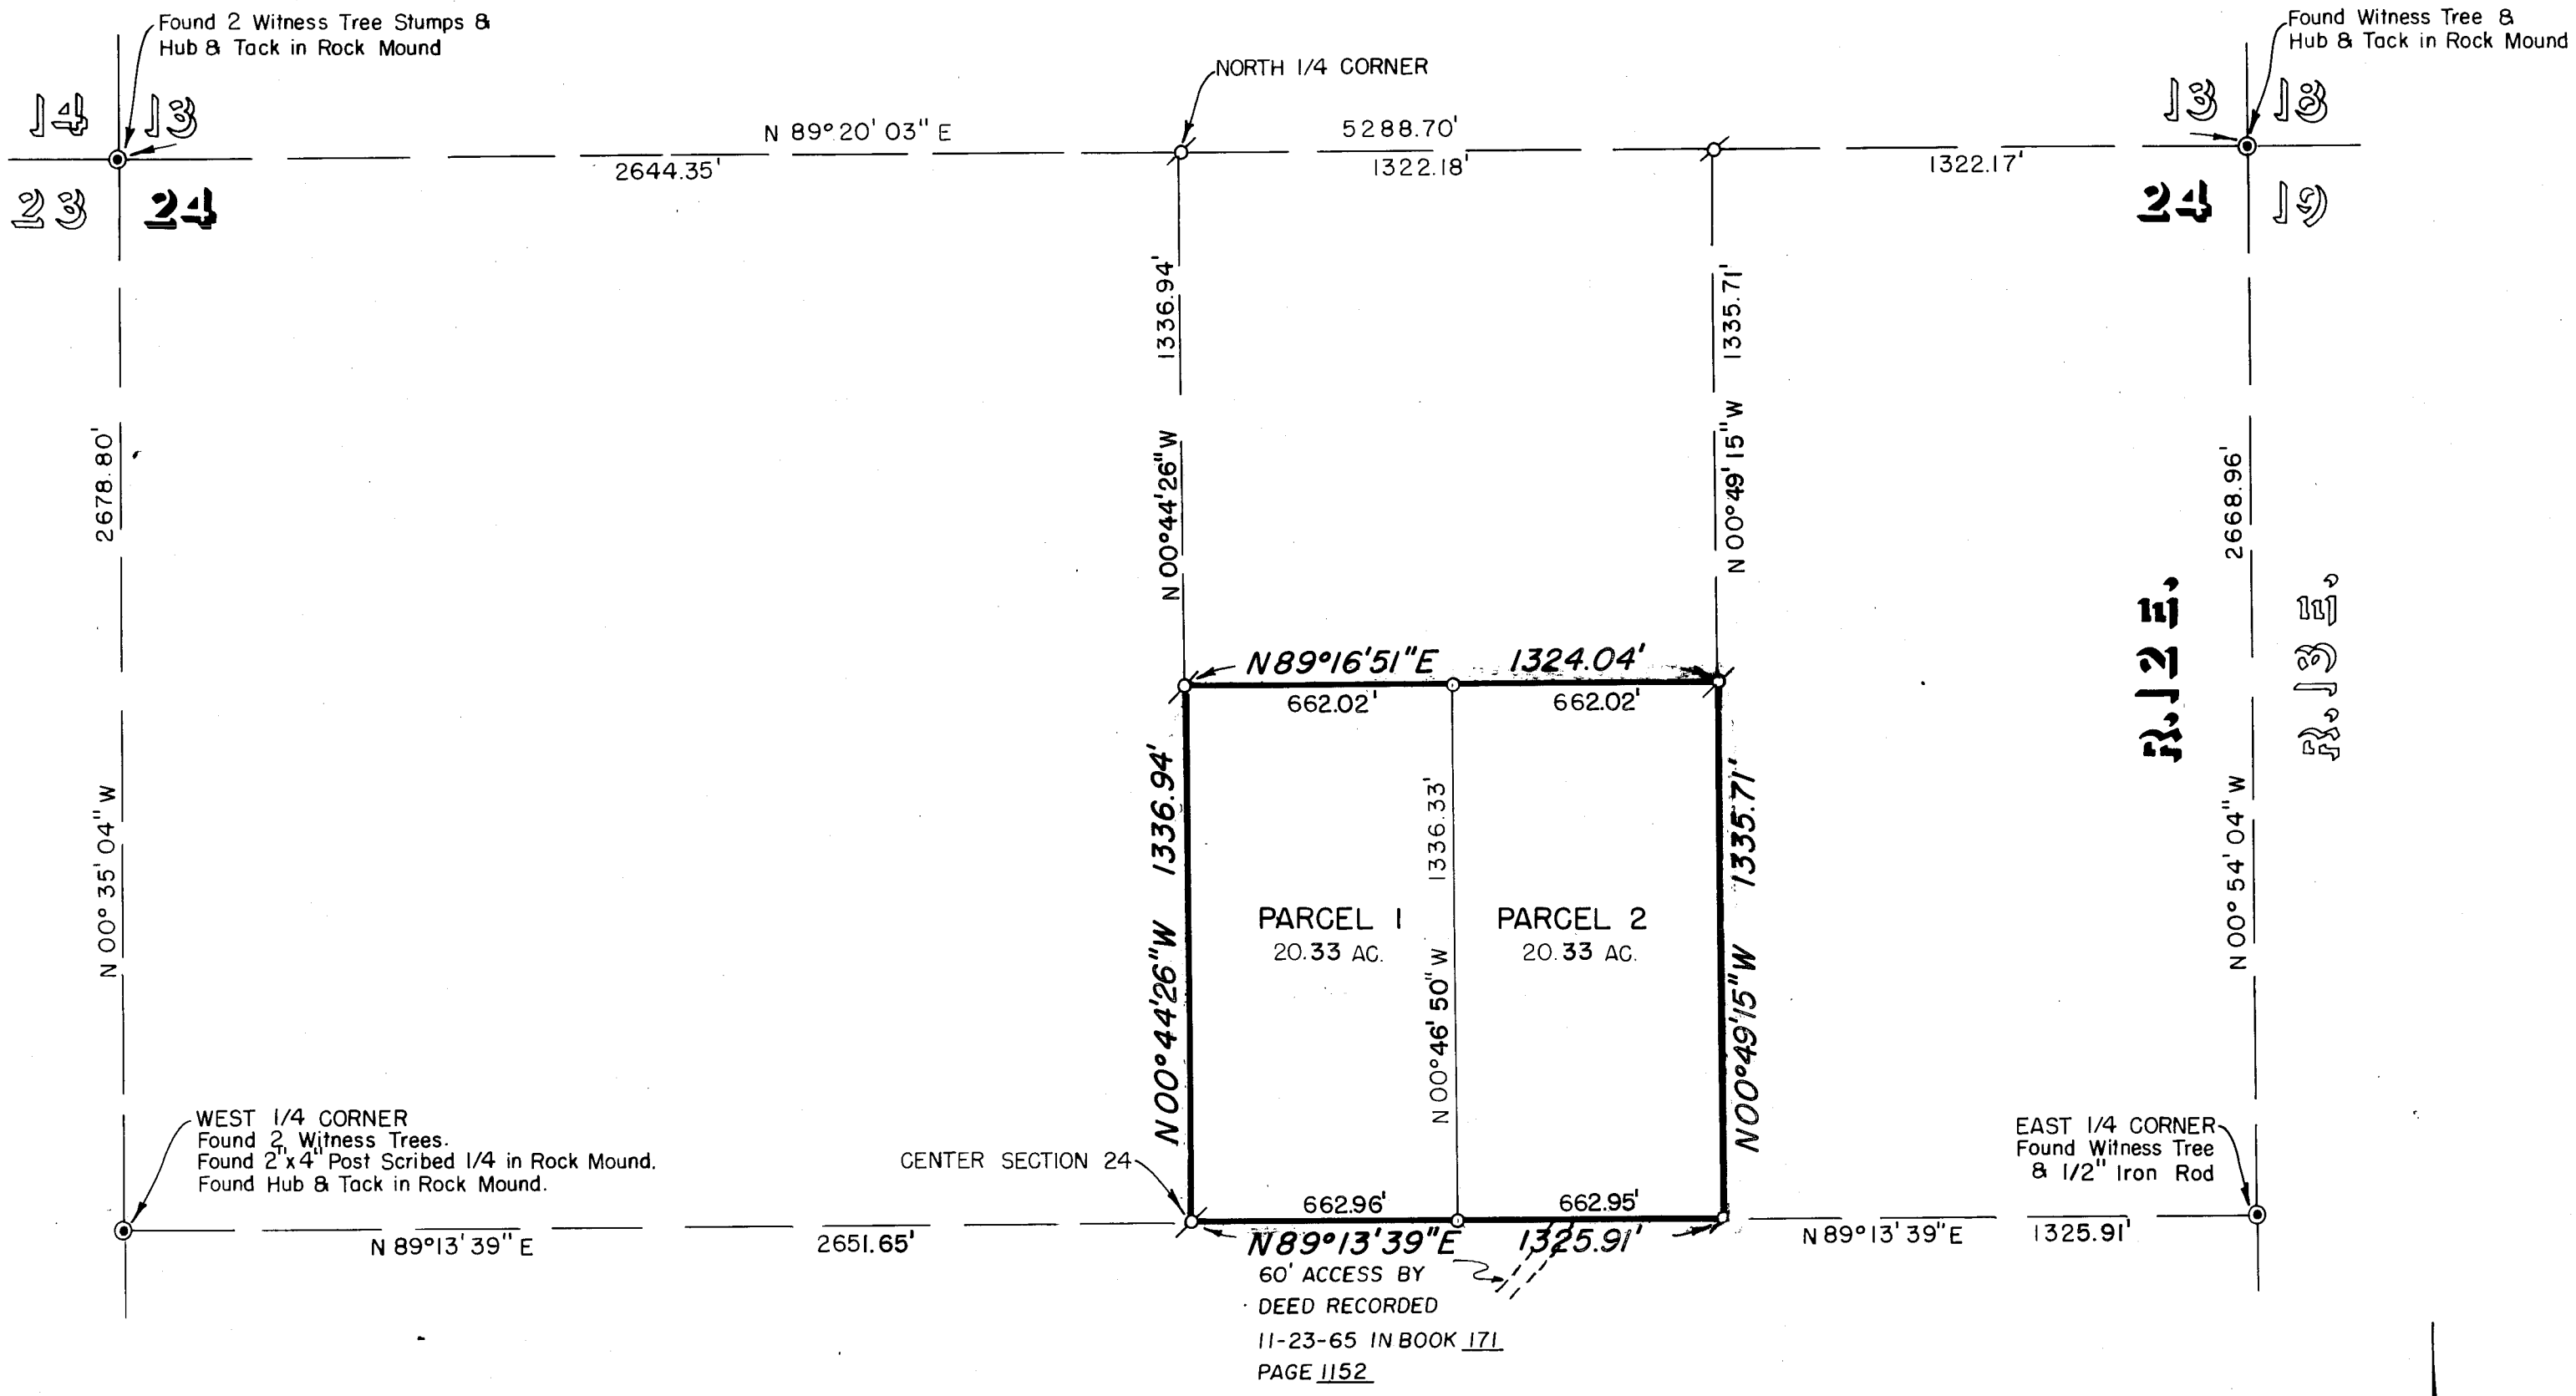 Found 2 Witness Tree Stumps &
Hub & Tack in Rock Mound
Found Witness Tree &
Hub & Tack in Rock Mound
NORTH 1/4 CORNER
14 13
13 18
N 89° 20' 03" E
5288.70'
2644.35'
1322.18'
1322.17'
23 24
24 19
1336.94'
N 00°44'26" W
1335.71'
N 00°49'15" W
2678.80'
N 00° 35' 04" W
2668.96'
N 00° 54' 04" W
R. 12 E.
R. 13 E.
N 89°16'51" E 1324.04'
662.02'
662.02'
N 00°44'26" W 1336.94'
1336.33'
N 00°46'50" W
N 00°49'15" W 1335.71'
PARCEL 1
20.33 AC.
PARCEL 2
20.33 AC.
WEST 1/4 CORNER
Found 2 Witness Trees.
Found 2"x 4" Post Scribed 1/4 in Rock Mound.
Found Hub & Tack in Rock Mound.
CENTER SECTION 24
EAST 1/4 CORNER
Found Witness Tree
& 1/2" Iron Rod
662.96'
662.95'
N 89°13'39" E
2651.65'
N 89°13'39" E 1325.91'
N 89°13'39" E
1325.91'
60' ACCESS BY
DEED RECORDED
11-23-65 IN BOOK 171
PAGE 1152